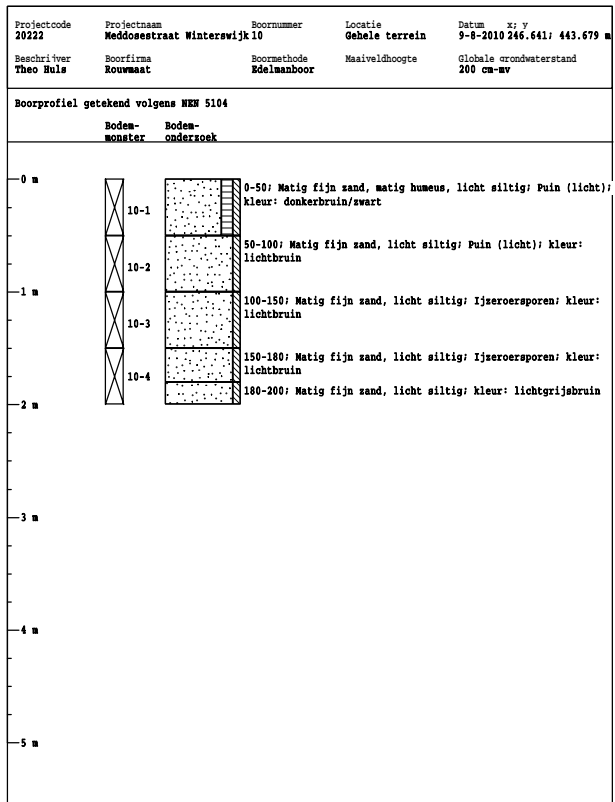 Projectcode Projectnaam Boornummer Locatie Datum x; y
20222 Meddosestraat Winterswijk 10 Gehele terrein 9-8-2010 246.641; 443.679 m
Beschrijver Boorfirma Boormethode Maaiveldhoogte Globale grondwaterstand
Theo Huls Rouwmaat Edelmanboor 200 cm-mv
Boorprofiel getekend volgens NEN 5104
Bodem- Bodem-
monster onderzoek
0 m
0-50; Matig fijn zand, matig humeus, licht siltig; Puin (licht);
10-1 kleur: donkerbruin/zwart
50-100; Matig fijn zand, licht siltig; Puin (licht); kleur:
10-2 lichtbruin
1 m
100-150; Matig fijn zand, licht siltig; Ijzeroersporen; kleur:
10-3 lichtbruin
150-180; Matig fijn zand, licht siltig; Ijzeroersporen; kleur:
10-4 lichtbruin
180-200; Matig fijn zand, licht siltig; kleur: lichtgrijsbruin
2 m
3 m
4 m
5 m